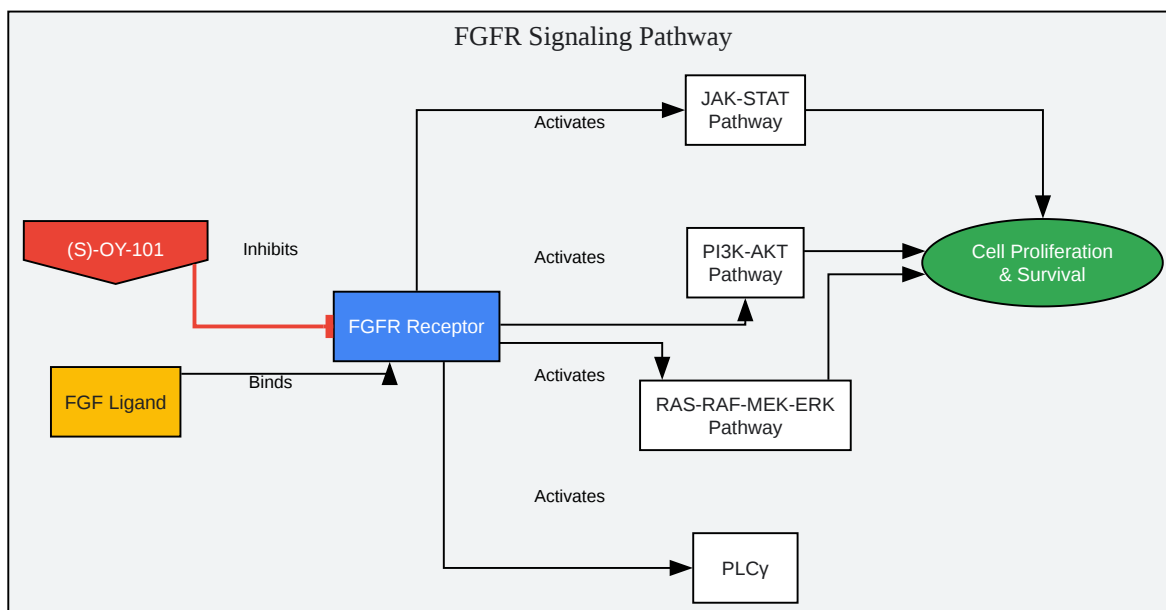 FGFR Signaling Pathway
JAK-STAT
Pathway
Activates
(S)-OY-101
Inhibits
Activates
PI3K-AKT
Pathway
Cell Proliferation
& Survival
FGFR Receptor
FGF Ligand
Binds
Activates
RAS-RAF-MEK-ERK
Pathway
Activates
PLCγ